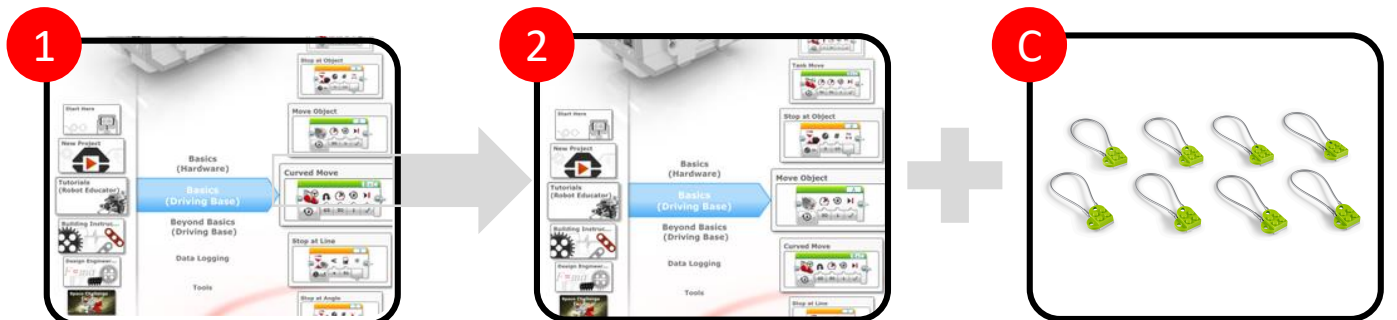 1
Stop at Object
Start Here
Move Object
New Project
Basics
(Hardware)
Curved Move
Tutorials
(Robot Educator)
Basics
(Driving Base)
Building Instruc...
Beyond Basics
(Driving Base)
Stop at Line
Data Logging
Design Engineer...
Tools
Stop at Angle
Space Challenge
2
Tank Move
Start Here
Stop at Object
New Project
Basics
(Hardware)
Move Object
Tutorials
(Robot Educator)
Basics
(Driving Base)
Building Instruc...
Beyond Basics
(Driving Base)
Curved Move
Data Logging
Design Engineer...
Tools
Stop at Line
Space Challenge
C